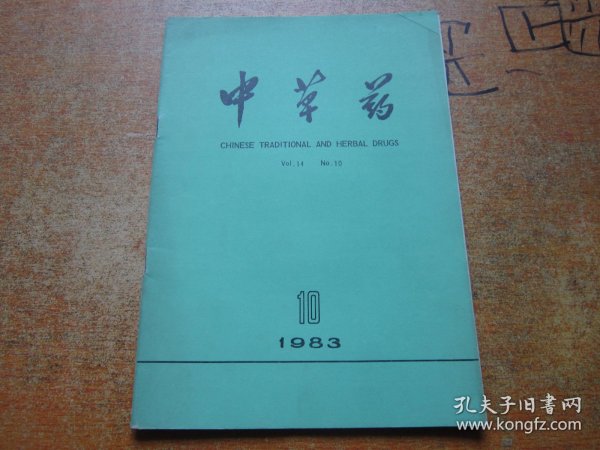 中草药
CHINESE TRADITIONAL AND HERBAL DRUGS
Vol.14 No.10
10
1983
孔夫子旧书网
www.kongfz.com